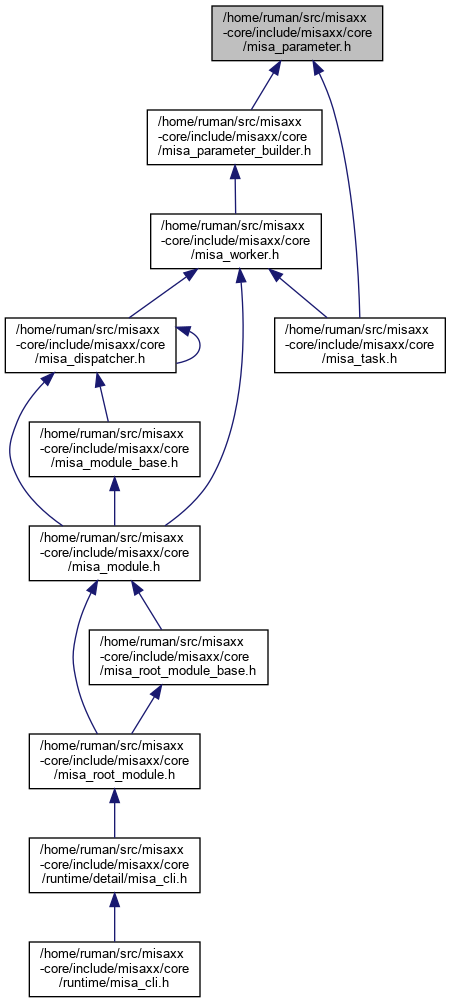 /home/ruman/src/misaxx
-core/include/misaxx/core
/misa_parameter.h
/home/ruman/src/misaxx
-core/include/misaxx/core
/misa_parameter_builder.h
/home/ruman/src/misaxx
-core/include/misaxx/core
/misa_worker.h
/home/ruman/src/misaxx
-core/include/misaxx/core
/misa_dispatcher.h
/home/ruman/src/misaxx
-core/include/misaxx/core
/misa_task.h
/home/ruman/src/misaxx
-core/include/misaxx/core
/misa_module_base.h
/home/ruman/src/misaxx
-core/include/misaxx/core
/misa_module.h
/home/ruman/src/misaxx
-core/include/misaxx/core
/misa_root_module_base.h
/home/ruman/src/misaxx
-core/include/misaxx/core
/misa_root_module.h
/home/ruman/src/misaxx
-core/include/misaxx/core
/runtime/detail/misa_cli.h
/home/ruman/src/misaxx
-core/include/misaxx/core
/runtime/misa_cli.h